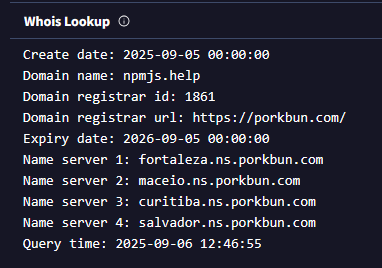 Whois Lookup
Create date: 2025-09-05 00:00:00
Domain name: npmjs.help
Domain registrar id: 1861
Domain registrar url: https://porkbun.com/
Expiry date: 2026-09-05 00:00:00
Name server 1: fortaleza.ns.porkbun.com
Name server 2: maceio.ns.porkbun.com
Name server 3: curitiba.ns.porkbun.com
Name server 4: salvador.ns.porkbun.com
Query time: 2025-09-06 12:46:55